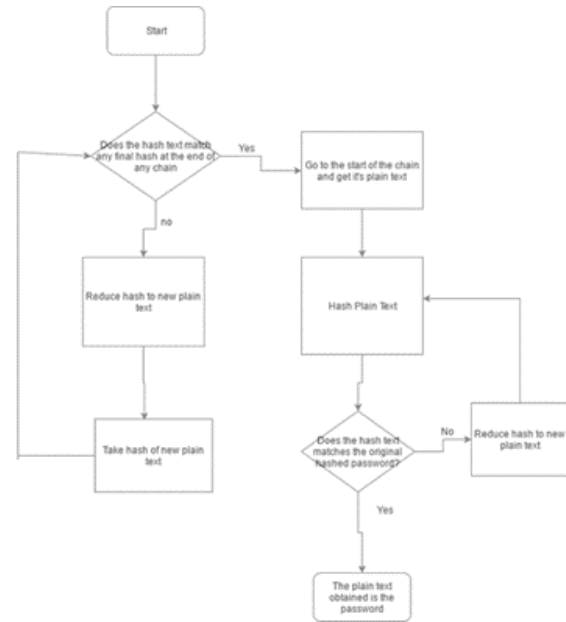 Start
Does the hash text match
any final hash at the end of
any chain
Yes
Go to the start of the chain
and get it's plain text
no
Reduce hash to new plain
text
Hash Plain Text
Take hash of new plain
text
Does the hash text
matches the original
hashed password?
No
Reduce hash to new
plain text
Yes
The plain text
obtained is the
password